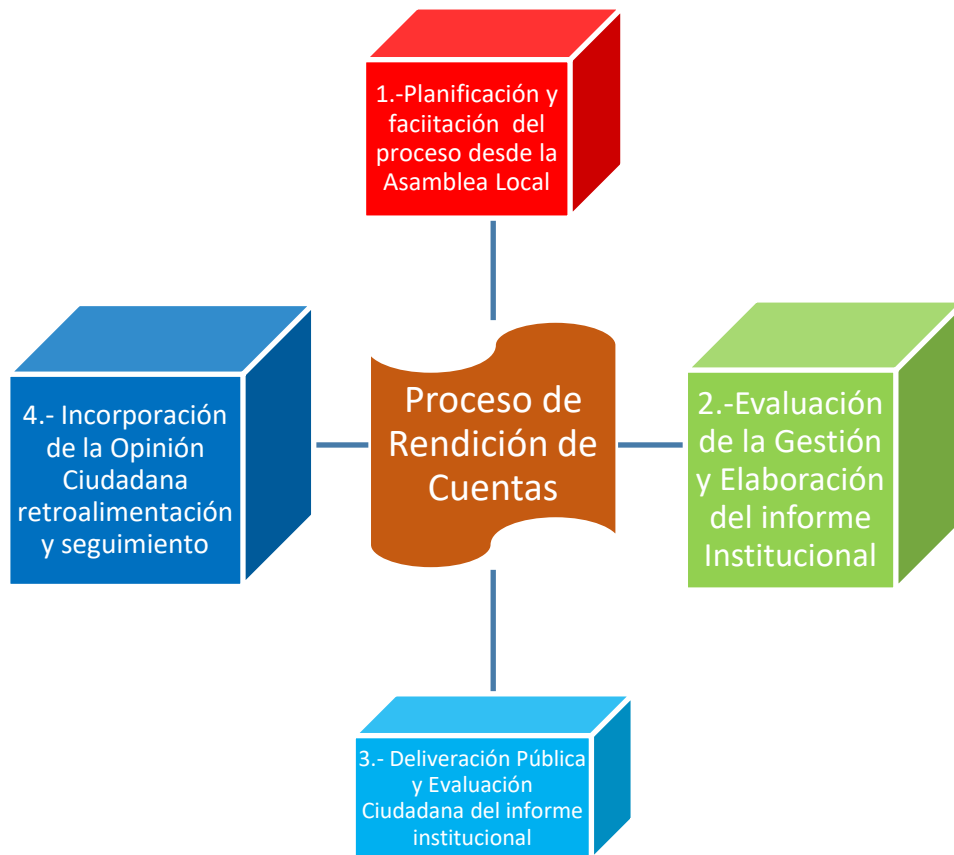 1.-Planificación y
faciitación del
proceso desde la
Asamblea Local
4.- Incorporación
de la Opinión
Ciudadana
retroalimentación
y seguimiento
Proceso de
Rendición de
Cuentas
2.-Evaluación
de la Gestión
y Elaboración
del informe
Institucional
3.- Deliveración Pública
y Evaluación
Ciudadana del informe
institucional